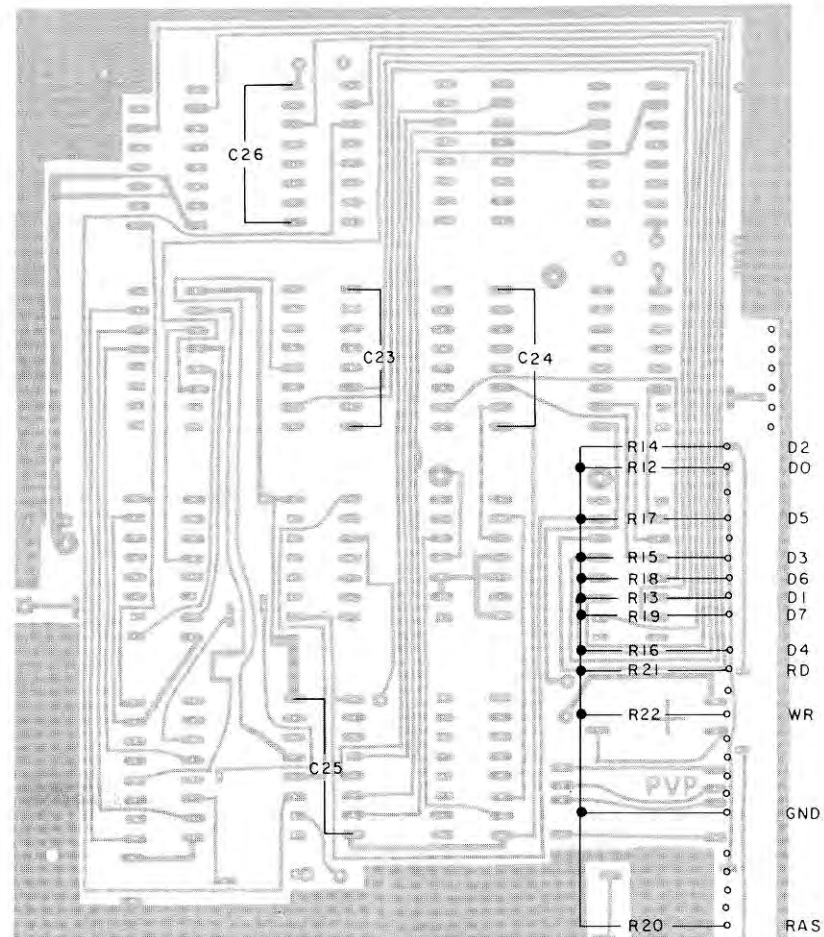 C26
C23
C24
R14 D2
R12 D0
R17 D5
R15 D3
R18 D6
R13 D1
R19 D7
R16 D4
R21 RD
R22 WR
C25
PVP
GND
R20 RAS